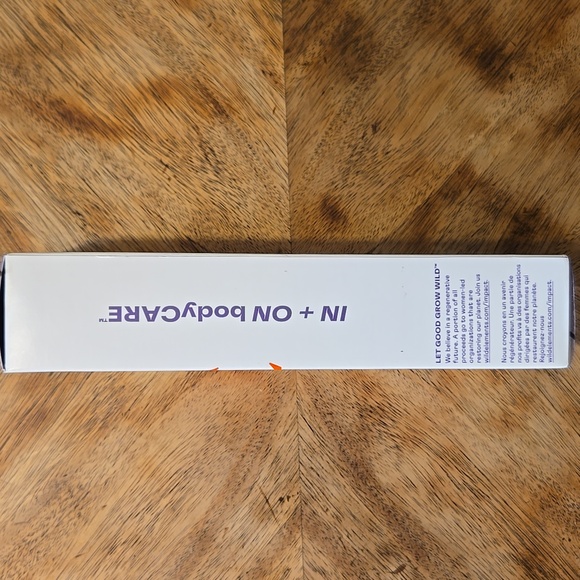 IN + ON bodyCARE™
LET GOOD GROW WILD™
We believe in a regenerative
future. A portion of all
proceeds go to women-led
organizations that are
restoring our planet. Join us
wildelements.com/impact.
Nous croyons en un avenir
régénérateur. Une partie de
nos profits va à des organisations
dirigées par des femmes qui
restaurent notre planète.
Rejoignez-nous
wildelements.com/impact.